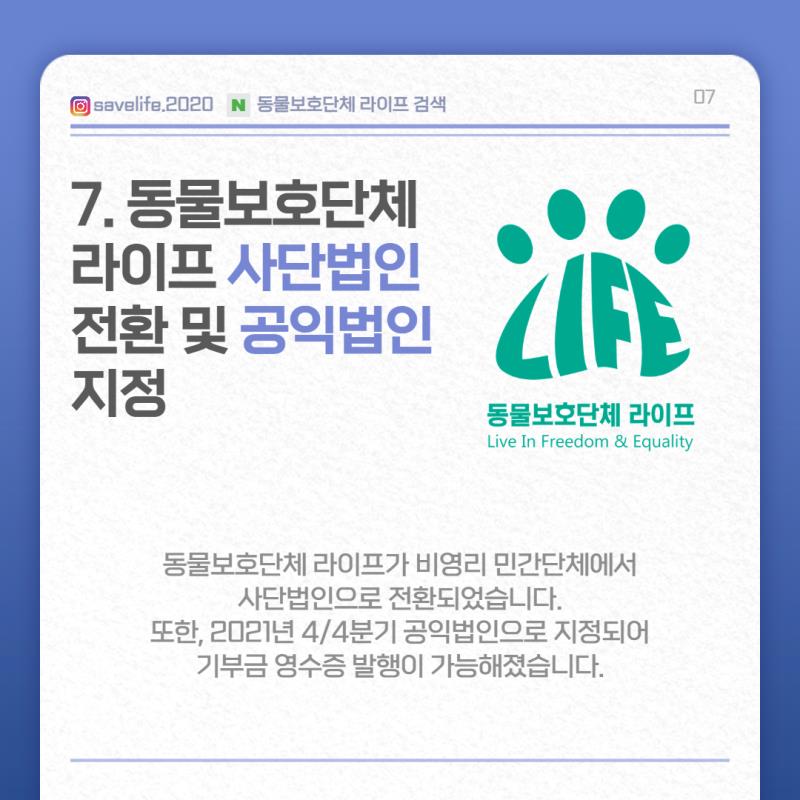 savelife.2020 N 동물보호단체 라이프 검색
07
7. 동물보호단체
라이프 사단법인
전환 및 공익법인
지정
LIFE
동물보호단체 라이프
Live In Freedom & Equality
동물보호단체 라이프가 비영리 민간단체에서
사단법인으로 전환되었습니다.
또한, 2021년 4/4분기 공익법인으로 지정되어
기부금 영수증 발행이 가능해졌습니다.